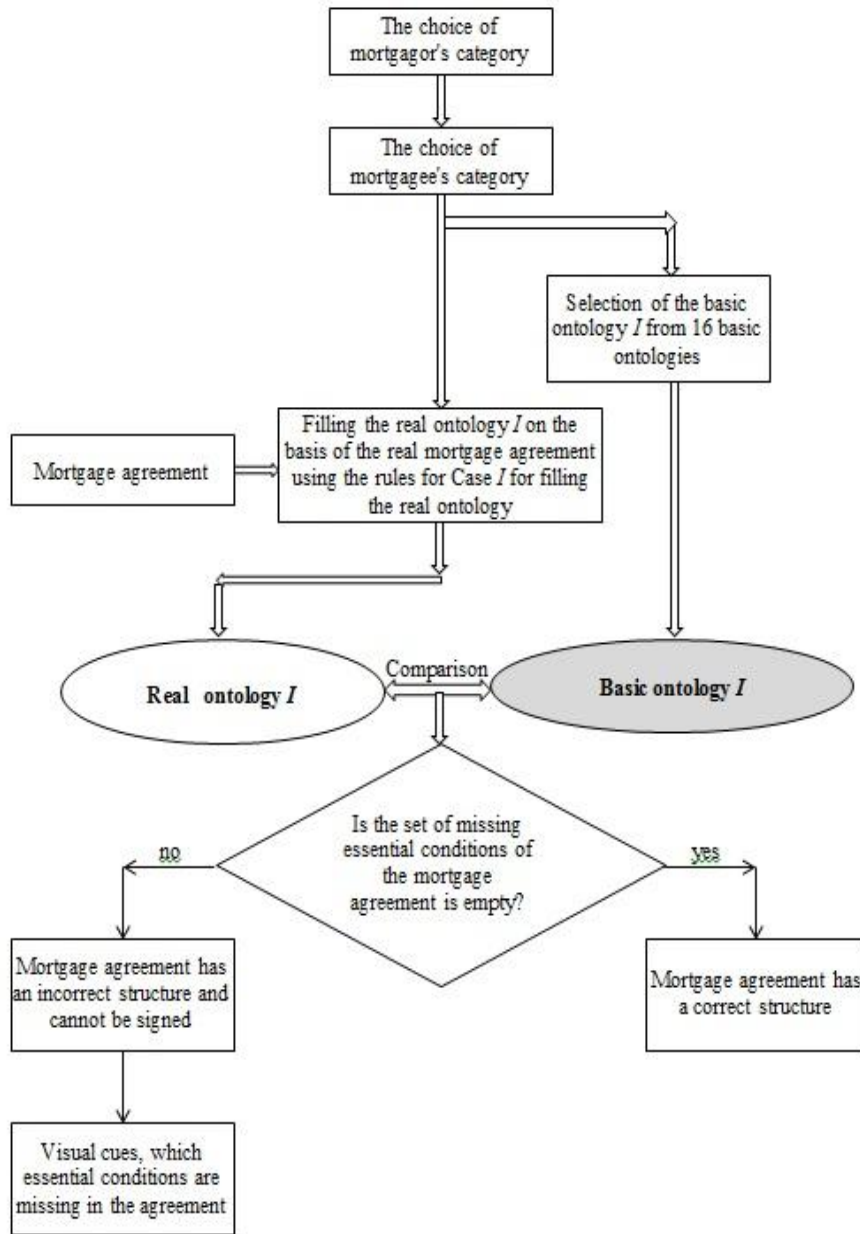 The choice of
mortgagor's category
The choice of
mortgagee's category
Selection of the basic
ontology I from 16 basic
ontologies
Mortgage agreement
Filling the real ontology I on the
basis of the real mortgage agreement
using the rules for Case I for filling
the real ontology
Real ontology I
Comparison
Basic ontology I
Is the set of missing
essential conditions of
the mortgage
agreement is empty?
no
yes
Mortgage agreement has
an incorrect structure and
cannot be signed
Mortgage agreement has
a correct structure
Visual cues, which
essential conditions are
missing in the agreement